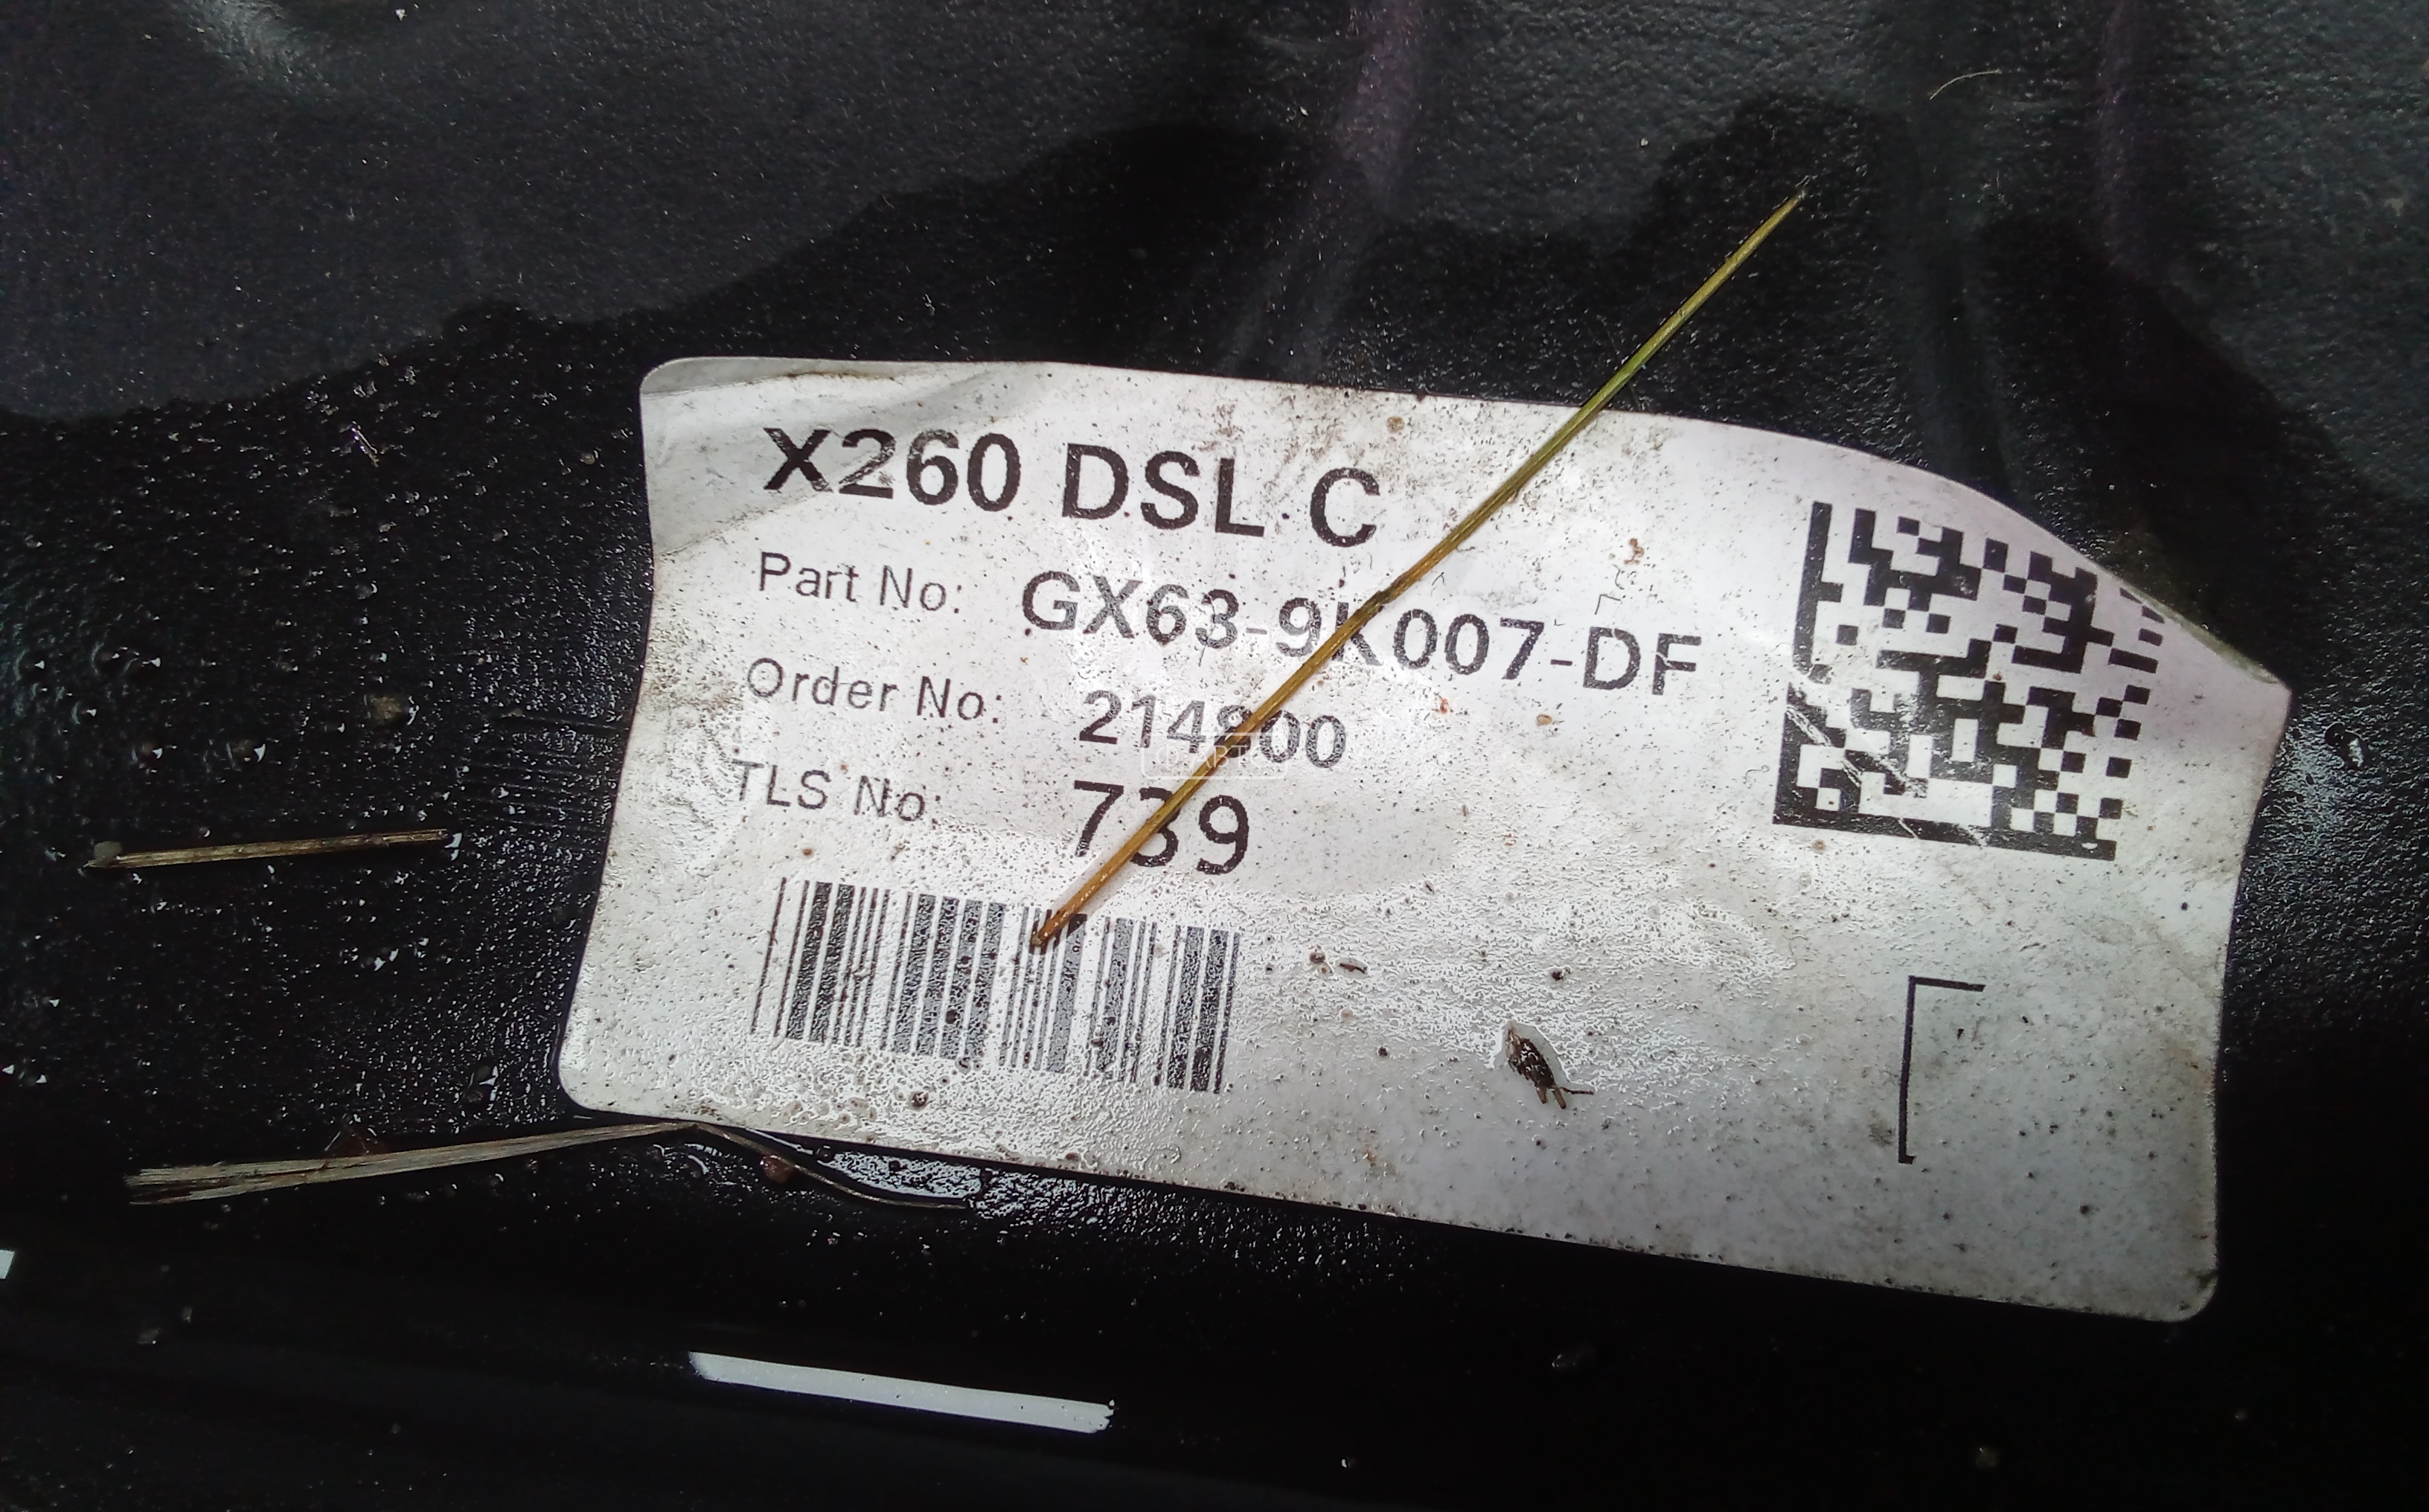 X260 DSL C
Part No: GX63-9K007-DF
Order No: 214800
TLS No: 739